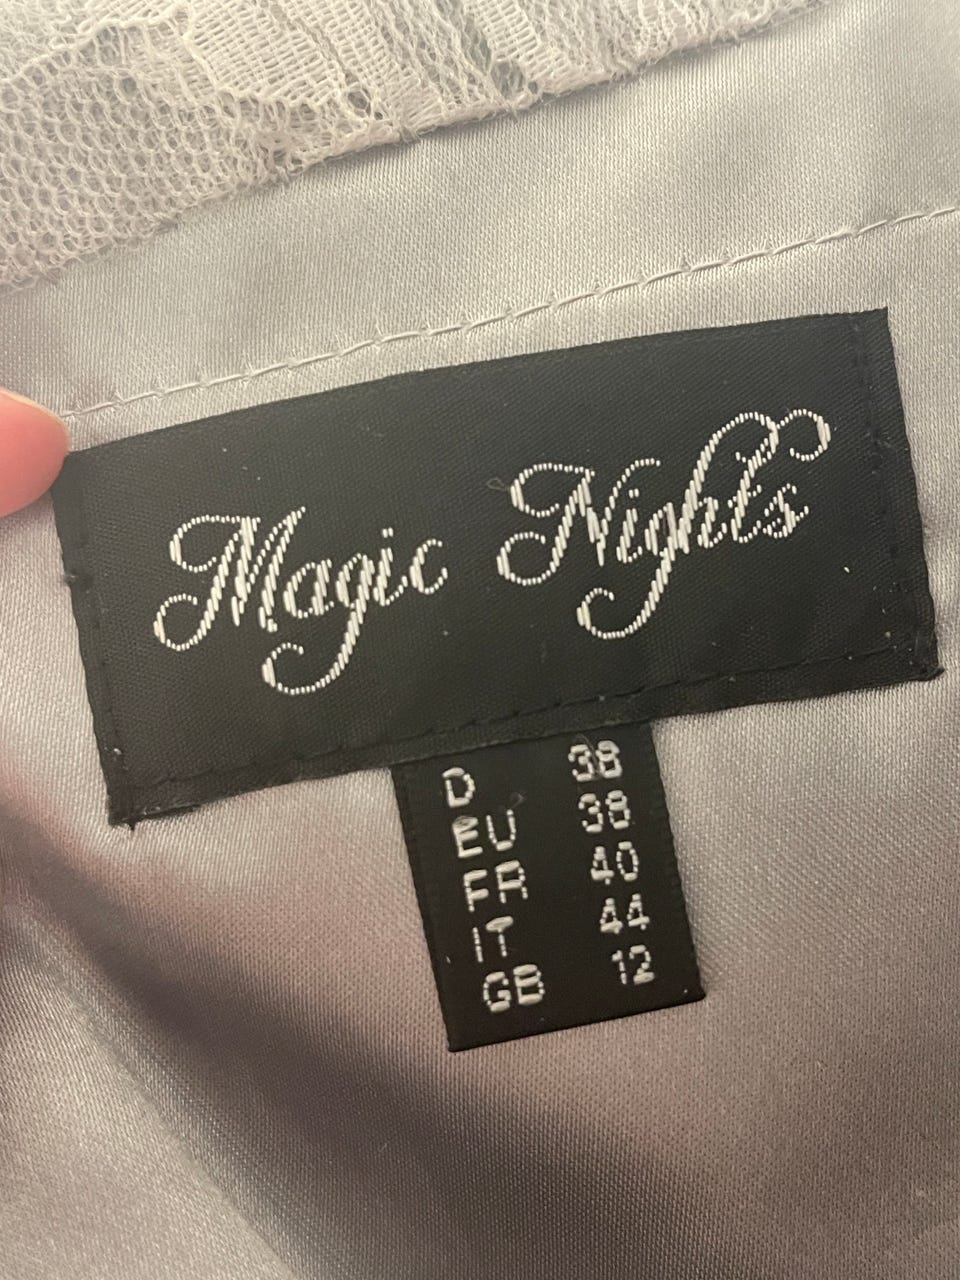 Magic Nights
D 38
EU 38
FR 40
IT 44
GB 12